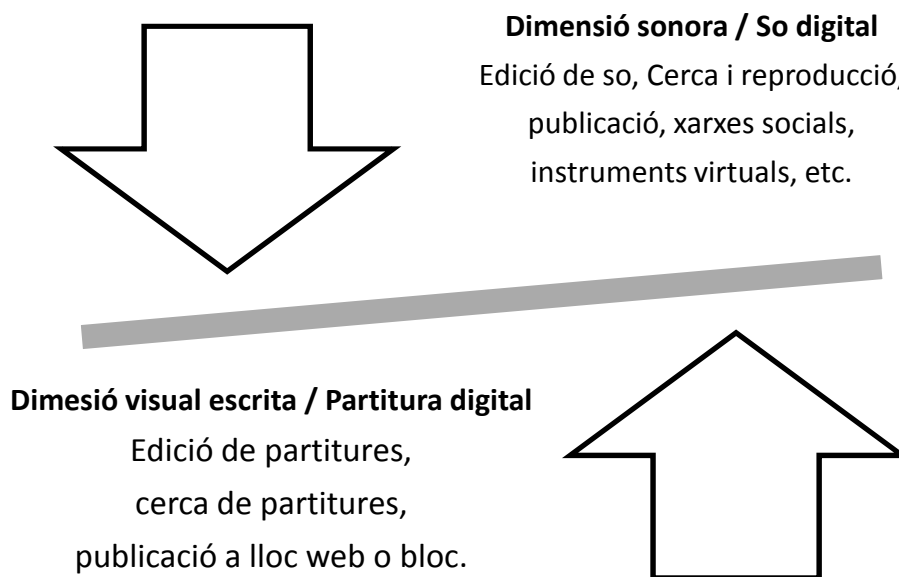 Dimensió sonora / So digital
Edició de so, Cerca i reproducció,
publicació, xarxes socials,
instruments virtuals, etc.
Dimesió visual escrita / Partitura digital
Edició de partitures,
cerca de partitures,
publicació a lloc web o bloc.